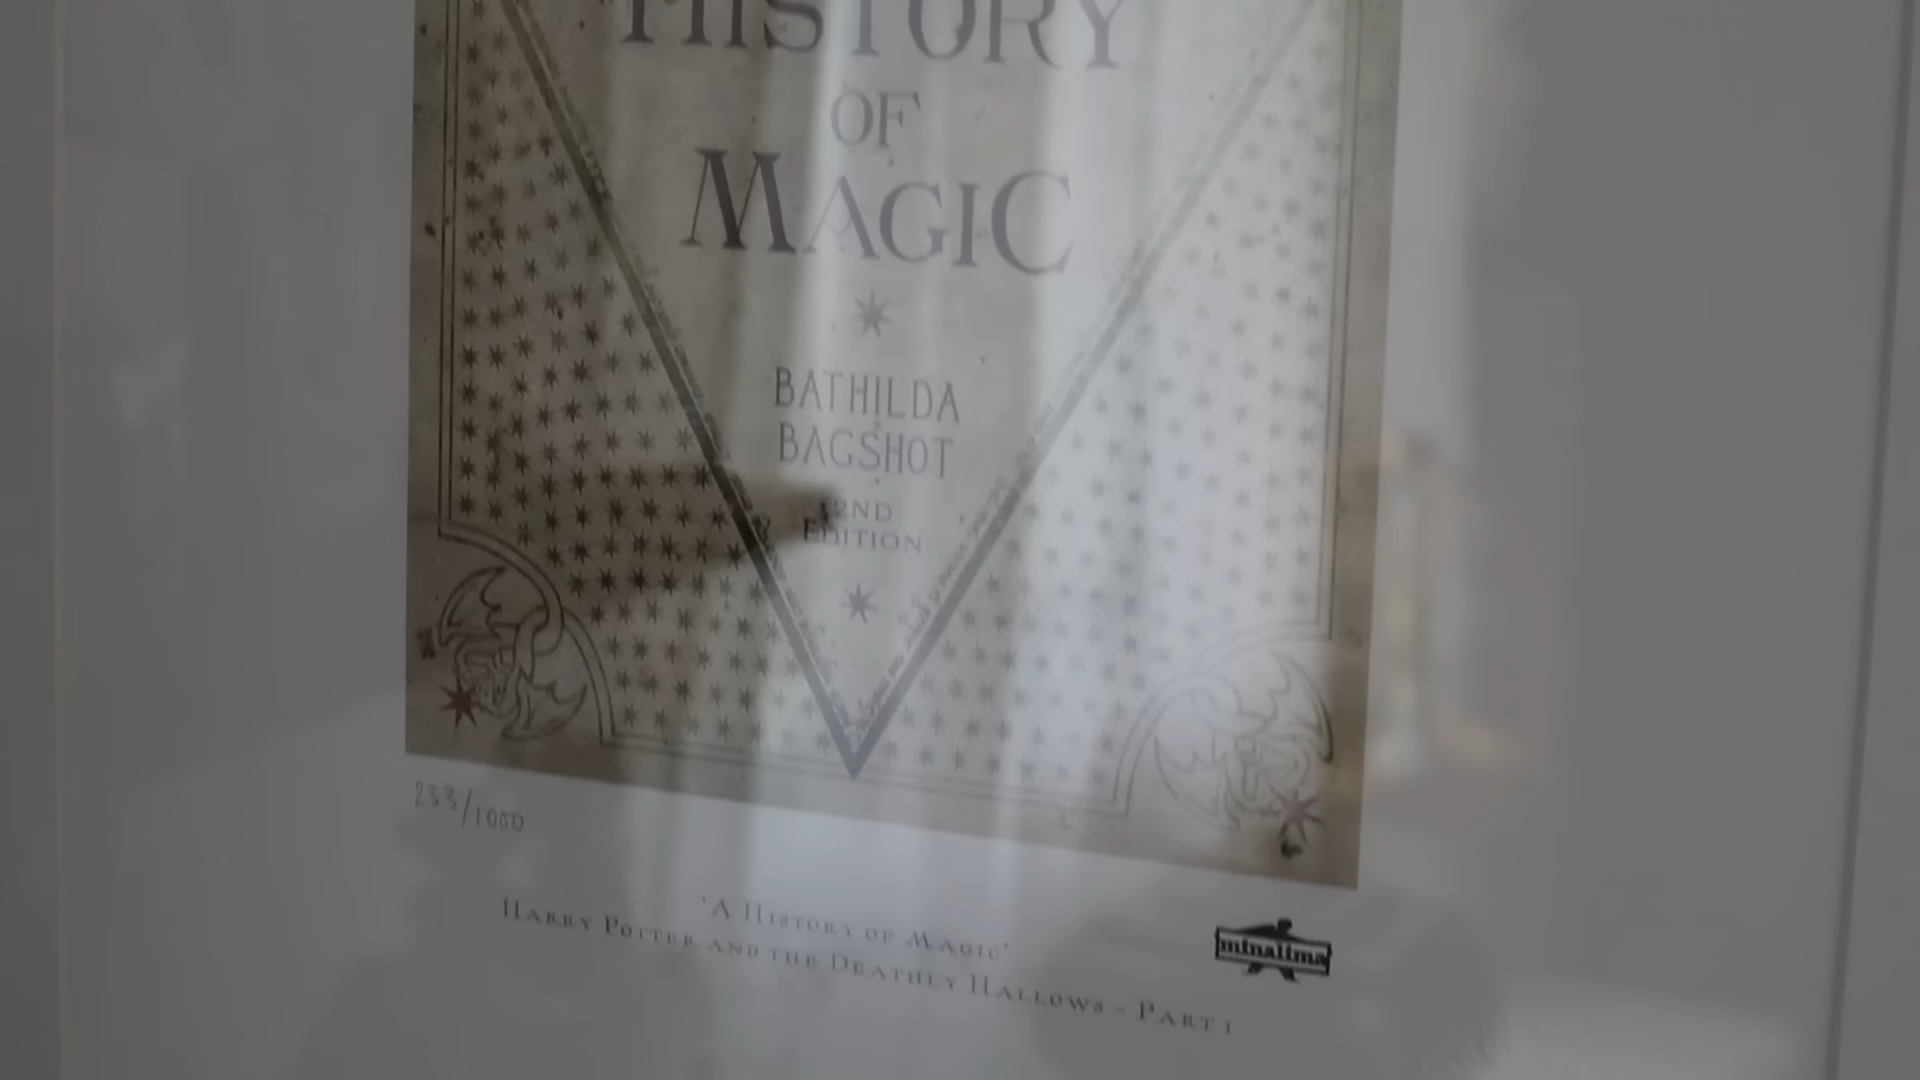 HISTORY
OF
MAGIC
BATHILDA
BAGSHOT
2ND
EDITION
233/1000
'A HISTORY OF MAGIC'
HARRY POTTER AND THE DEATHLY HALLOWS - PART 1
minalima